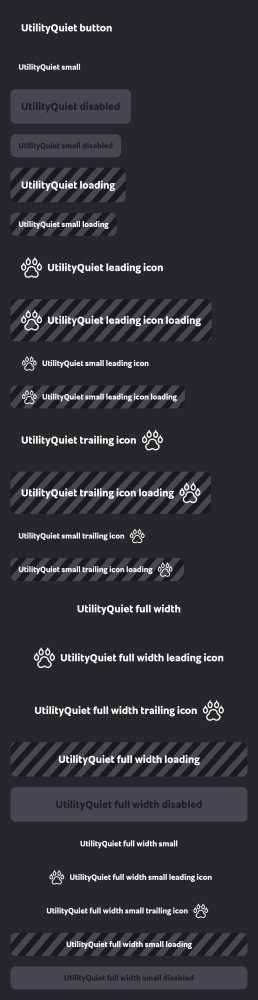 UtilityQuiet button
UtilityQuiet small
UtilityQuiet disabled
UtilityQuiet small disabled
UtilityQuiet loading
UtilityQuiet small loading
UtilityQuiet leading icon
UtilityQuiet leading icon loading
UtilityQuiet small leading icon
UtilityQuiet small leading icon loading
UtilityQuiet trailing icon
UtilityQuiet trailing icon loading
UtilityQuiet small trailing icon
UtilityQuiet small trailing icon loading
UtilityQuiet full width
UtilityQuiet full width leading icon
UtilityQuiet full width trailing icon
UtilityQuiet full width loading
UtilityQuiet full width disabled
UtilityQuiet full width small
UtilityQuiet full width small leading icon
UtilityQuiet full width small trailing icon
UtilityQuiet full width small loading
UtilityQuiet full width small disabled